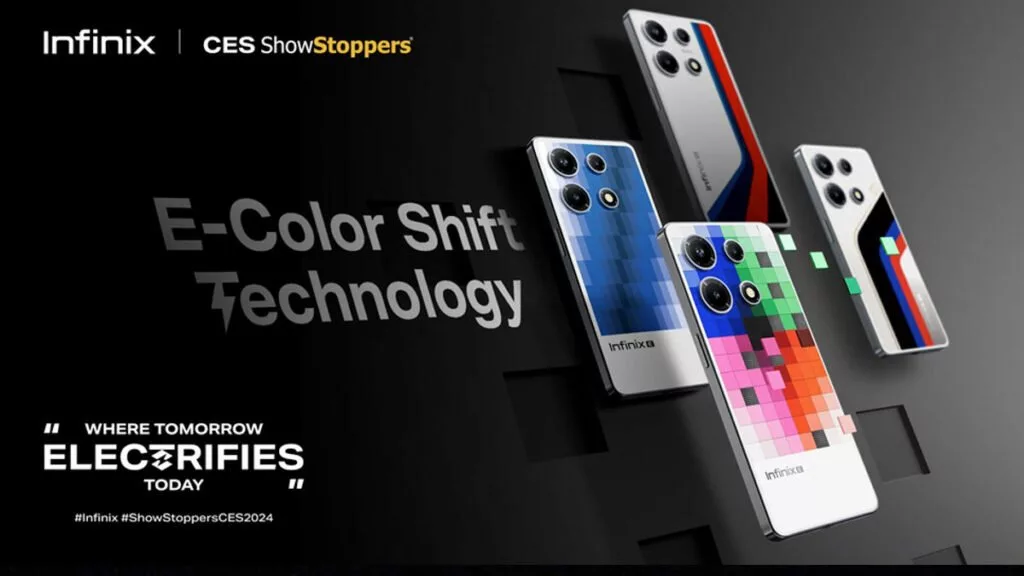 Infinix | CES ShowStoppers
E-Color Shift
Technology
"WHERE TOMORROW
ELECTRIFIES
TODAY"
#Infinix #ShowStoppersCES2024
Infinix
Infinix